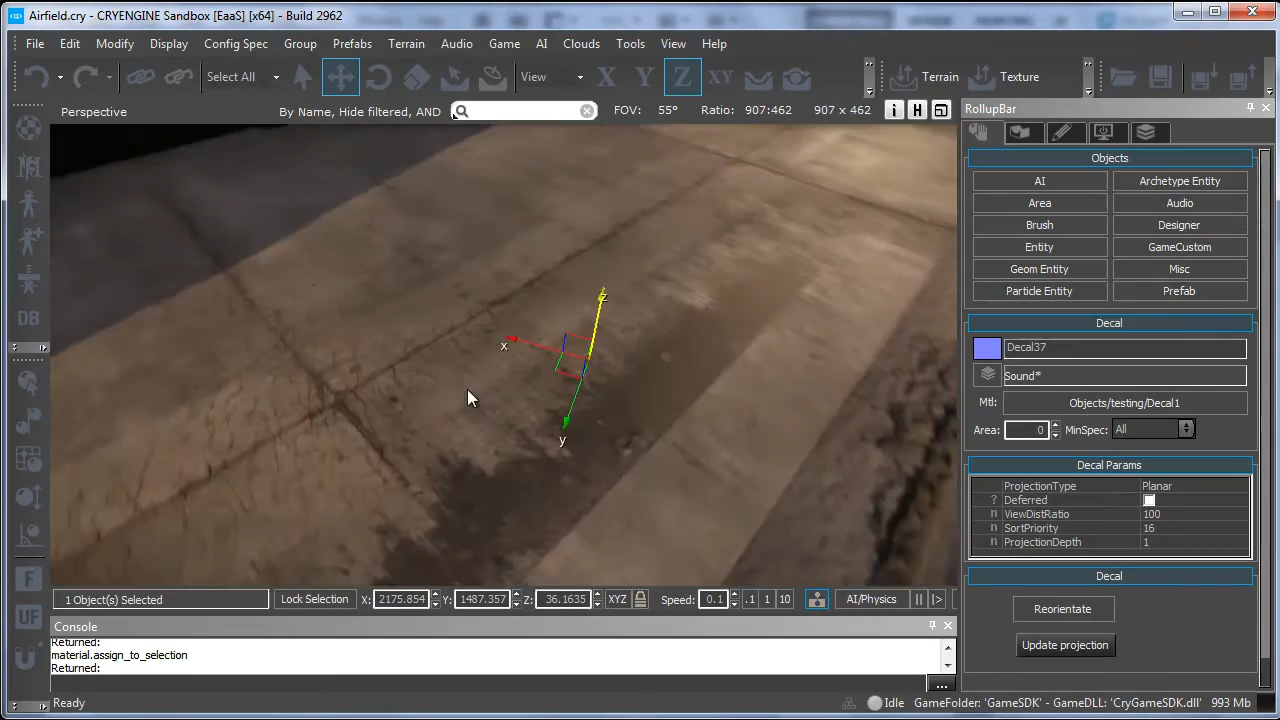 Airfield.cry - CRYENGINE Sandbox [EaaS] [x64] - Build 2962
File Edit Modify Display Config Spec Group Prefabs Terrain Audio Game AI Clouds Tools View Help
Select All View X Y Z XY Terrain Texture
Perspective By Name, Hide filtered, AND FOV: 55° Ratio: 907:462 907 x 462 i H
RollupBar
Objects
AI Archetype Entity
Area Audio
Brush Designer
Entity GameCustom
Geom Entity Misc
Particle Entity Prefab
Decal
Decal37
Sound*
Mtl: Objects/testing/Decal1
Area: 0 MinSpec: All
Decal Params
ProjectionType Planar
? Deferred
n ViewDistRatio 100
n SortPriority 16
n ProjectionDepth 1
Decal
Reorientate
Update projection
DB
F
UF
z
x
y
1 Object(s) Selected Lock Selection X: 2175.854 Y: 1487.357 Z: 36.1635 XYZ Speed: 0.1 .1 1 10 AI/Physics
Console
Returned:
material.assign_to_selection
Returned:
...
Ready Idle GameFolder: 'GameSDK' - GameDLL: 'CryGameSDK.dll' 993 Mb